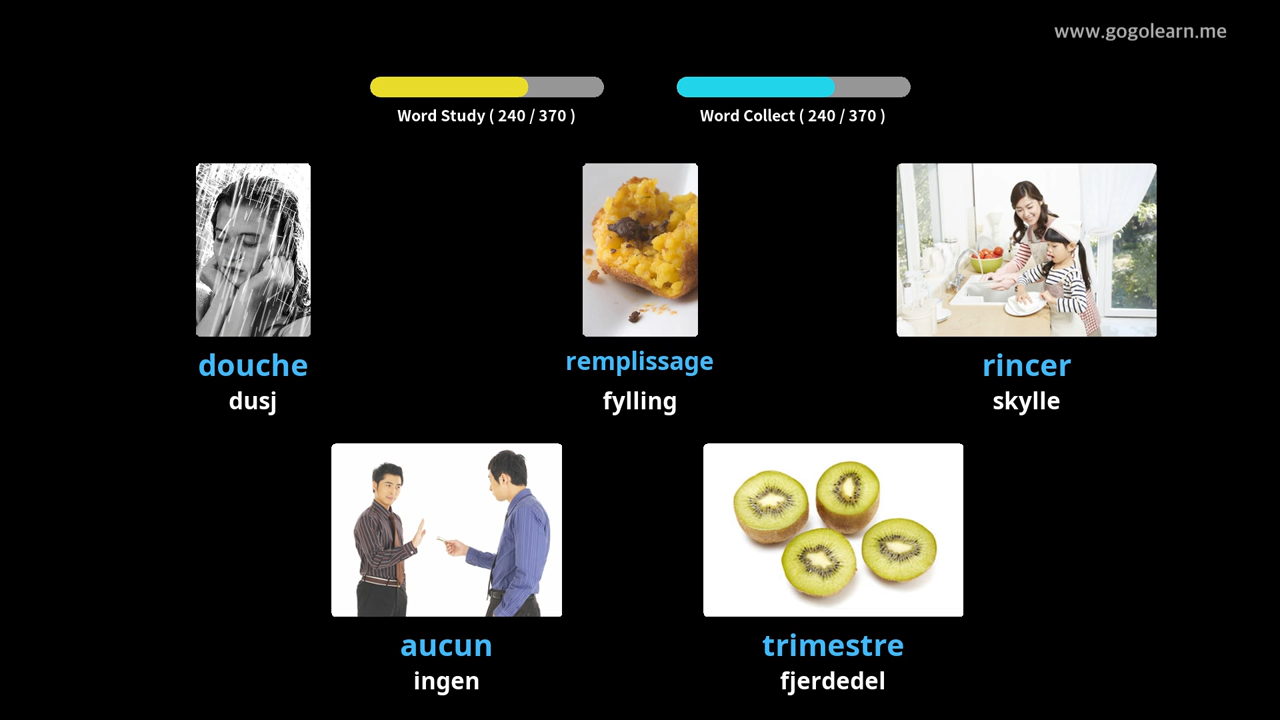 www.gogolearn.me
Word Study ( 240 / 370 )
Word Collect ( 240 / 370 )
douche
dusj
remplissage
fylling
rincer
skylle
aucun
ingen
trimestre
fjerdedel